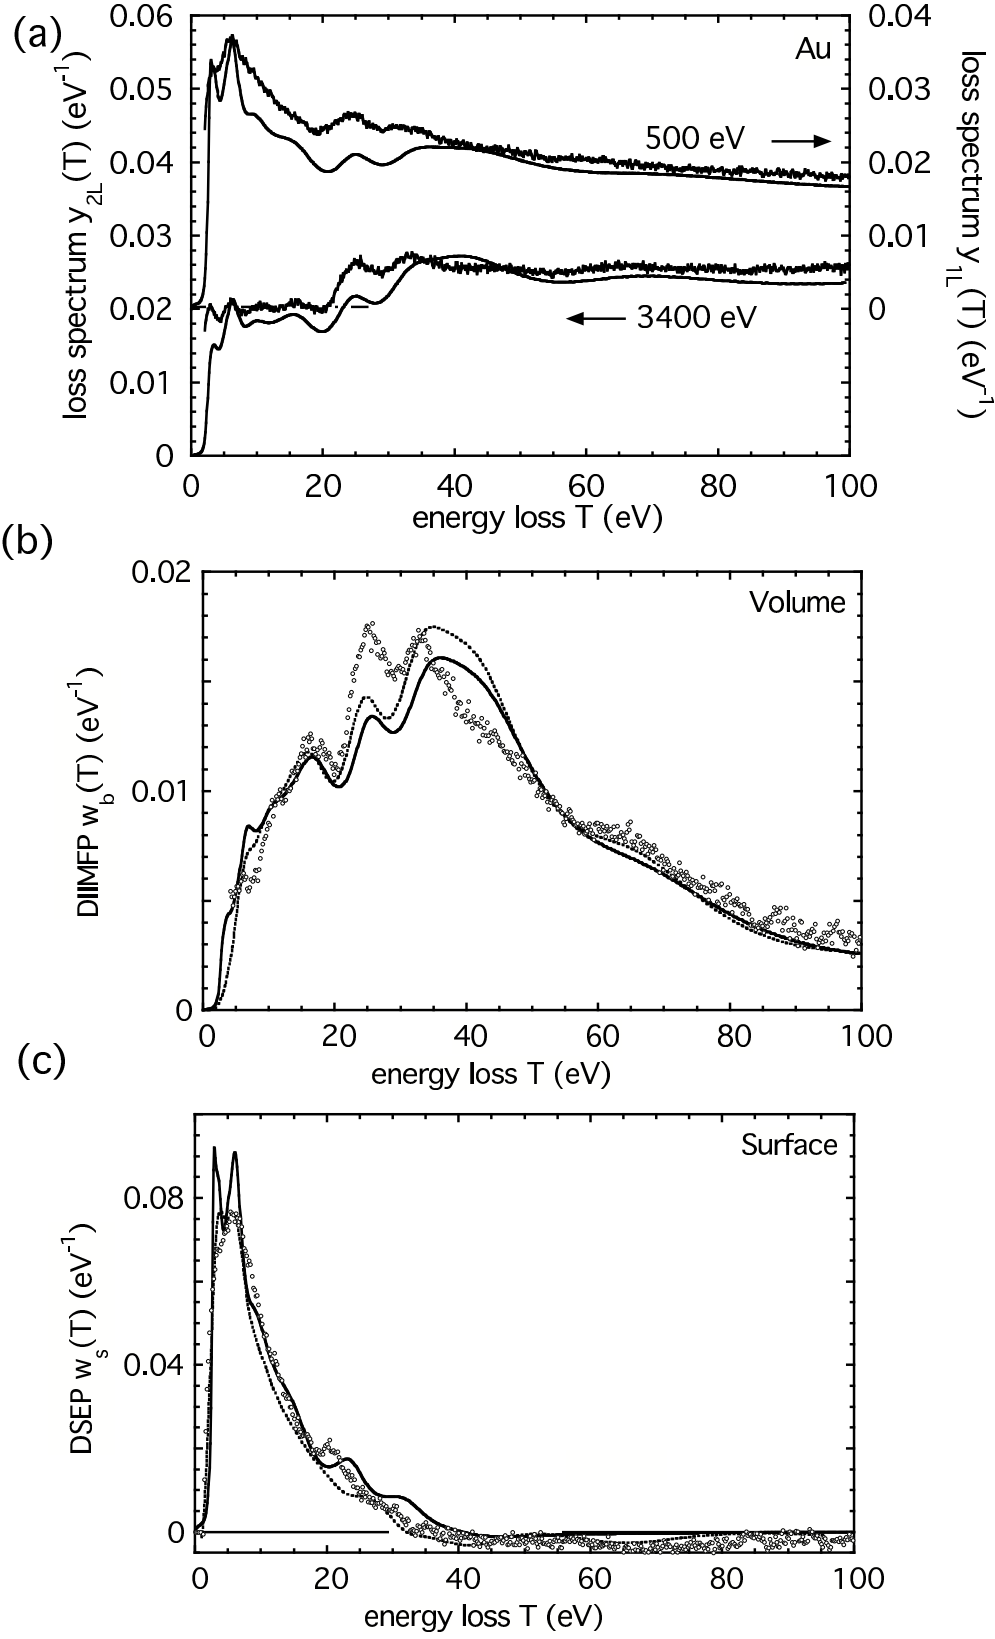 (a)
0.06
0.05
0.04
0.03
0.02
0.01
0
loss spectrum y2L(T) (eV-1)
Au
500 eV
3400 eV
0.04
0.03
0.02
0.01
0
loss spectrum y1L(T) (eV-1)
0 20 40 60 80 100
energy loss T (eV)
(b)
0.02
0.01
0
DIIMFP wb(T) (eV-1)
Volume
0 20 40 60 80 100
energy loss T (eV)
(c)
0.08
0.04
0
DSEP ws(T) (eV-1)
Surface
0 20 40 60 80 100
energy loss T (eV)